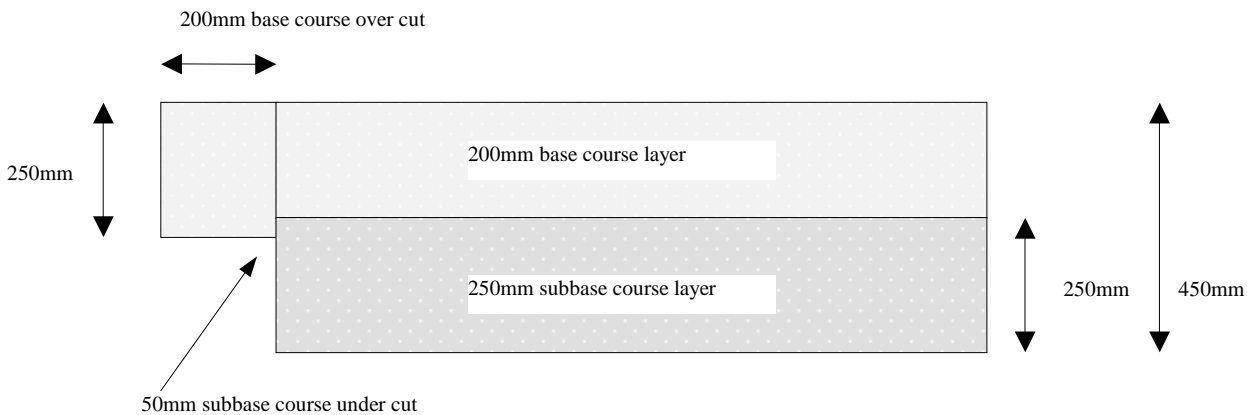 200mm base course over cut
250mm
200mm base course layer
250mm subbase course layer
250mm
450mm
50mm subbase course under cut